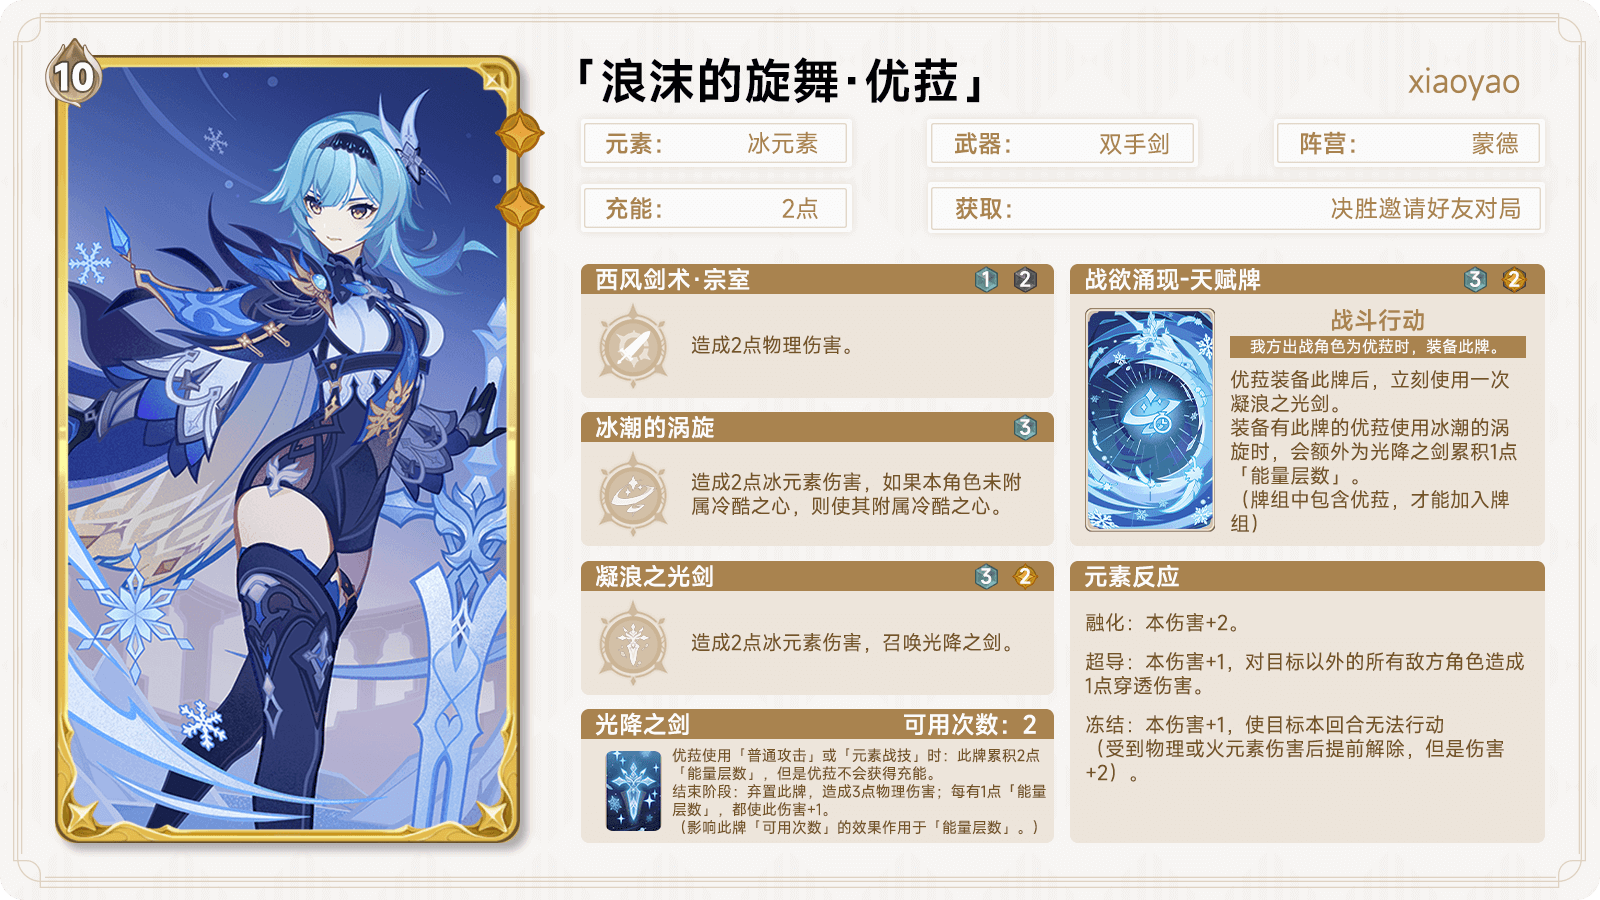 10
「浪沫的旋舞·优菈」
xiaoyao
元素： 冰元素
武器： 双手剑
阵营： 蒙德
充能： 2点
获取： 决胜邀请好友对局
西风剑术·宗室 1 2
造成2点物理伤害。
冰潮的涡旋 3
造成2点冰元素伤害，如果本角色未附
属冷酷之心，则使其附属冷酷之心。
凝浪之光剑 3 2
造成2点冰元素伤害，召唤光降之剑。
光降之剑 可用次数：2
优菈使用「普通攻击」或「元素战技」时：此牌累积2点
「能量层数」，但是优菈不会获得充能。
结束阶段：弃置此牌，造成3点物理伤害；每有1点「能量
层数」，都使此伤害+1。
（影响此牌「可用次数」的效果作用于「能量层数」。）
战欲涌现-天赋牌 3 2
战斗行动
我方出战角色为优菈时，装备此牌。
优菈装备此牌后，立刻使用一次
凝浪之光剑。
装备有此牌的优菈使用冰潮的涡
旋时，会额外为光降之剑累积1点
「能量层数」。
（牌组中包含优菈，才能加入牌
组）
元素反应
融化：本伤害+2。
超导：本伤害+1，对目标以外的所有敌方角色造成
1点穿透伤害。
冻结：本伤害+1，使目标本回合无法行动
（受到物理或火元素伤害后提前解除，但是伤害
+2）。